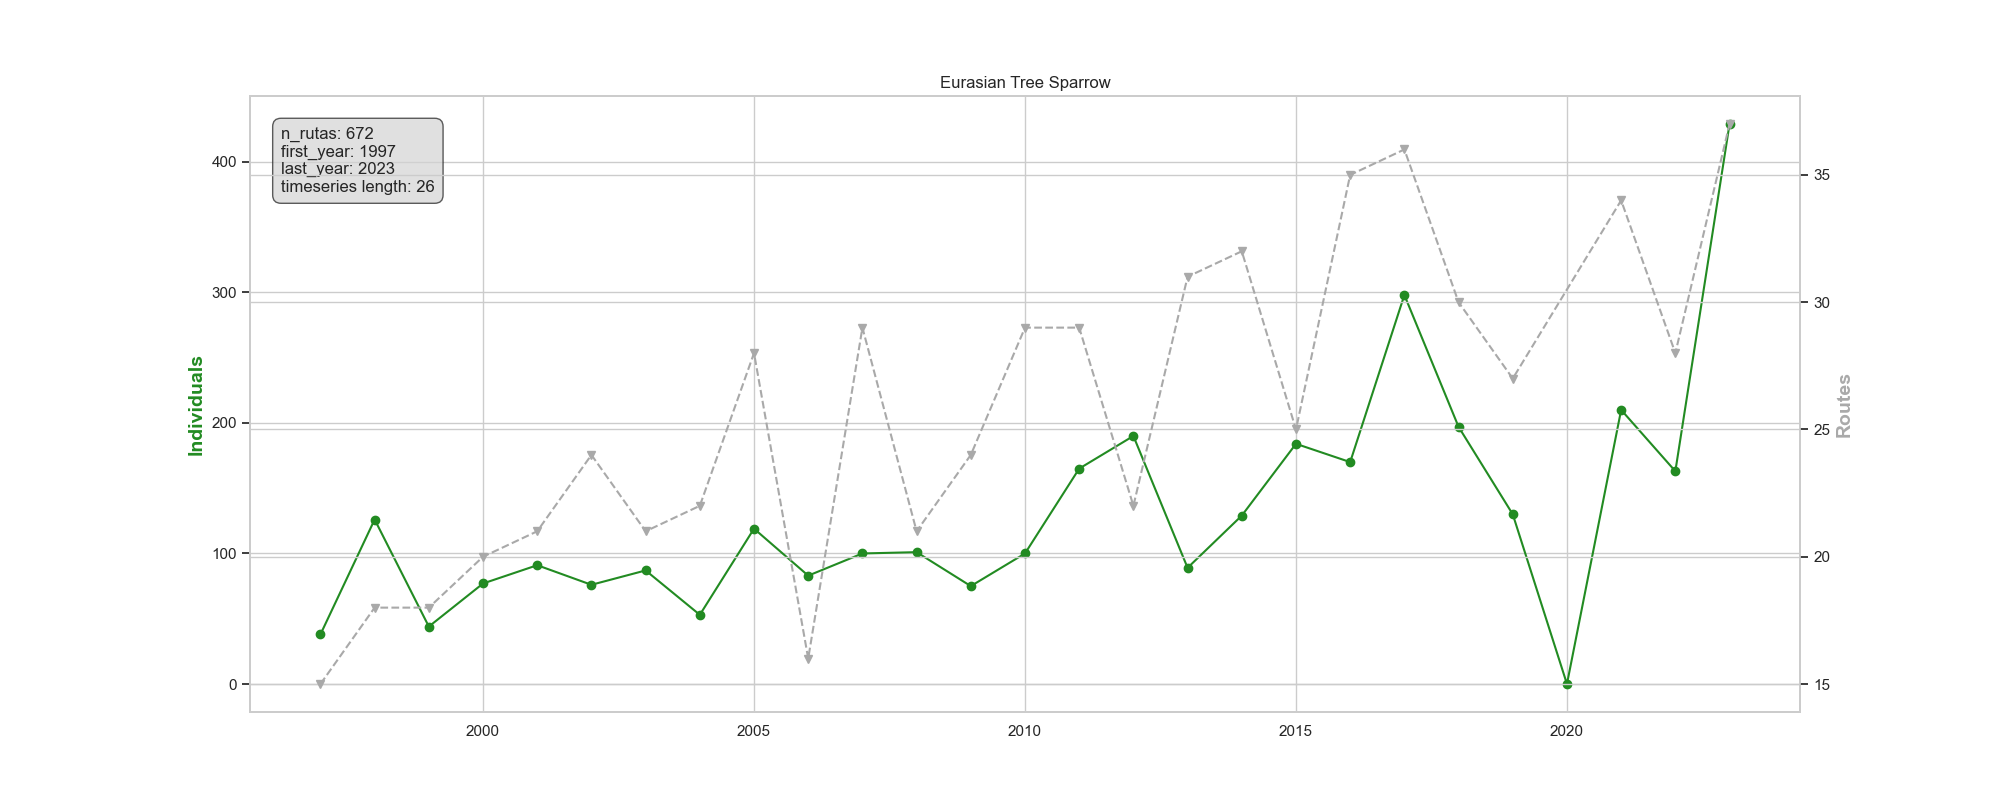 Eurasian Tree Sparrow
n_rutas: 672
first_year: 1997
last_year: 2023
timeseries length: 26
400
300
200
100
0
Individuals
35
30
25
20
15
Routes
2000
2005
2010
2015
2020